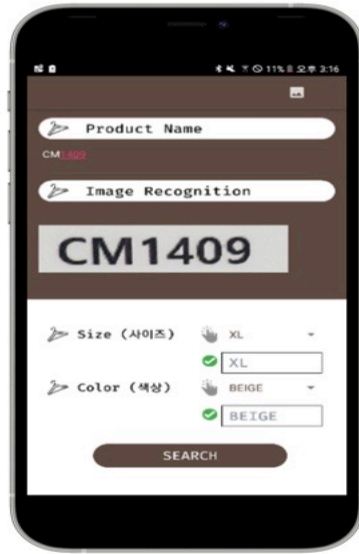 11% 오후 3:16
Product Name
CM1409
Image Recognition
CM1409
Size (사이즈) XL
XL
Color (색상) BEIGE
BEIGE
SEARCH